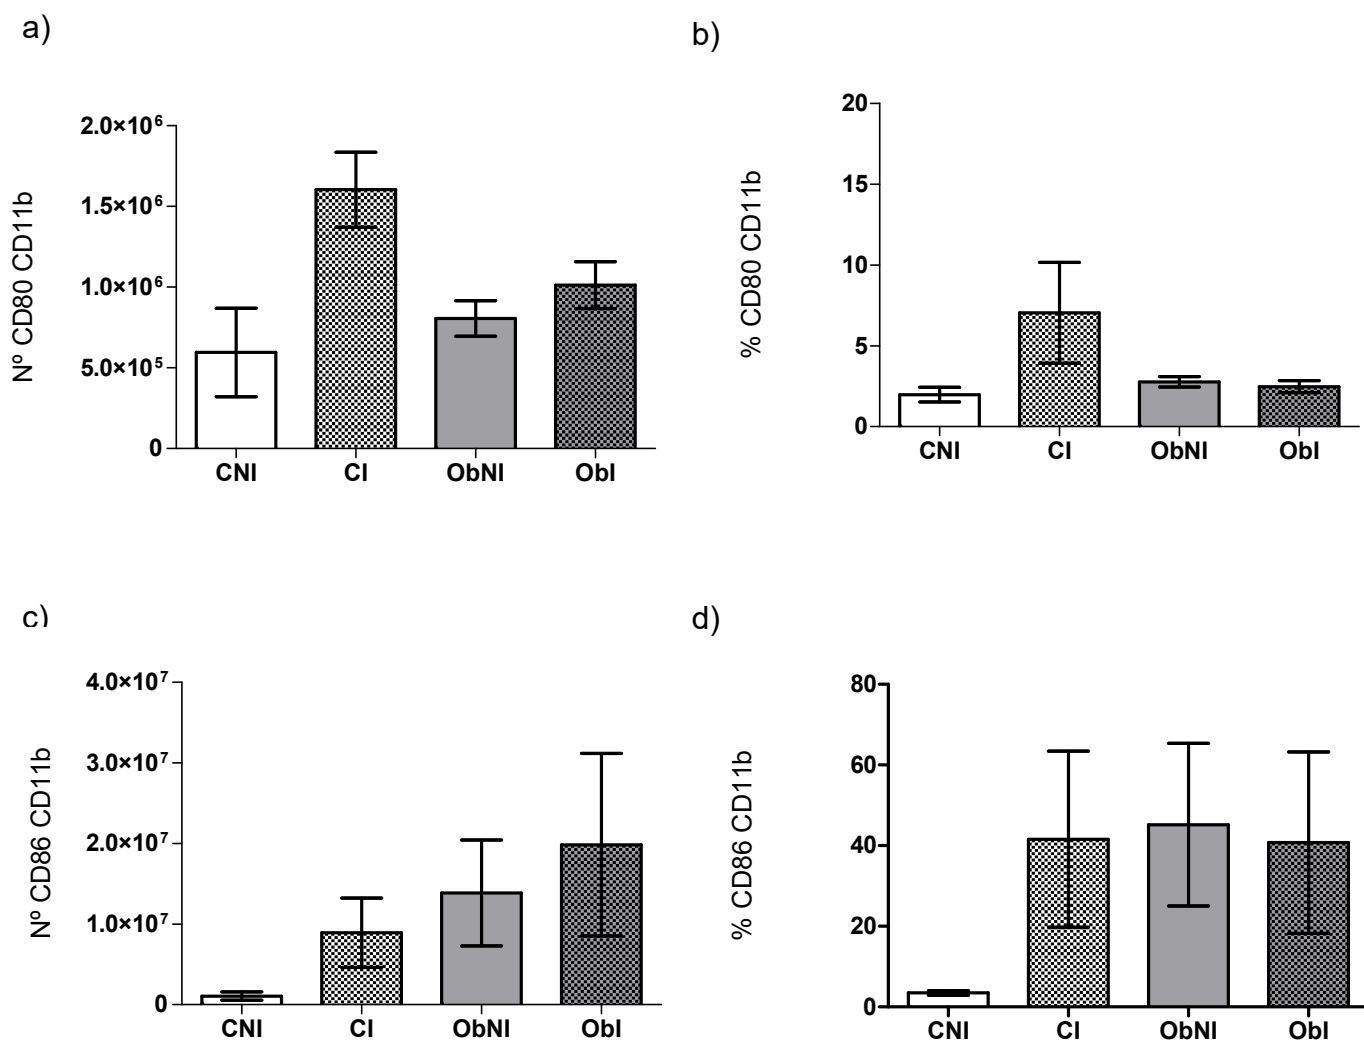 a)
b)
Nº CD80 CD11b
2.0×10⁶
1.5×10⁶
1.0×10⁶
5.0×10⁵
0
CNI
CI
ObNI
ObI
% CD80 CD11b
20
15
10
5
0
CNI
CI
ObNI
ObI
c)
d)
Nº CD86 CD11b
4.0×10⁷
3.0×10⁷
2.0×10⁷
1.0×10⁷
0
CNI
CI
ObNI
ObI
% CD86 CD11b
80
60
40
20
0
CNI
CI
ObNI
ObI